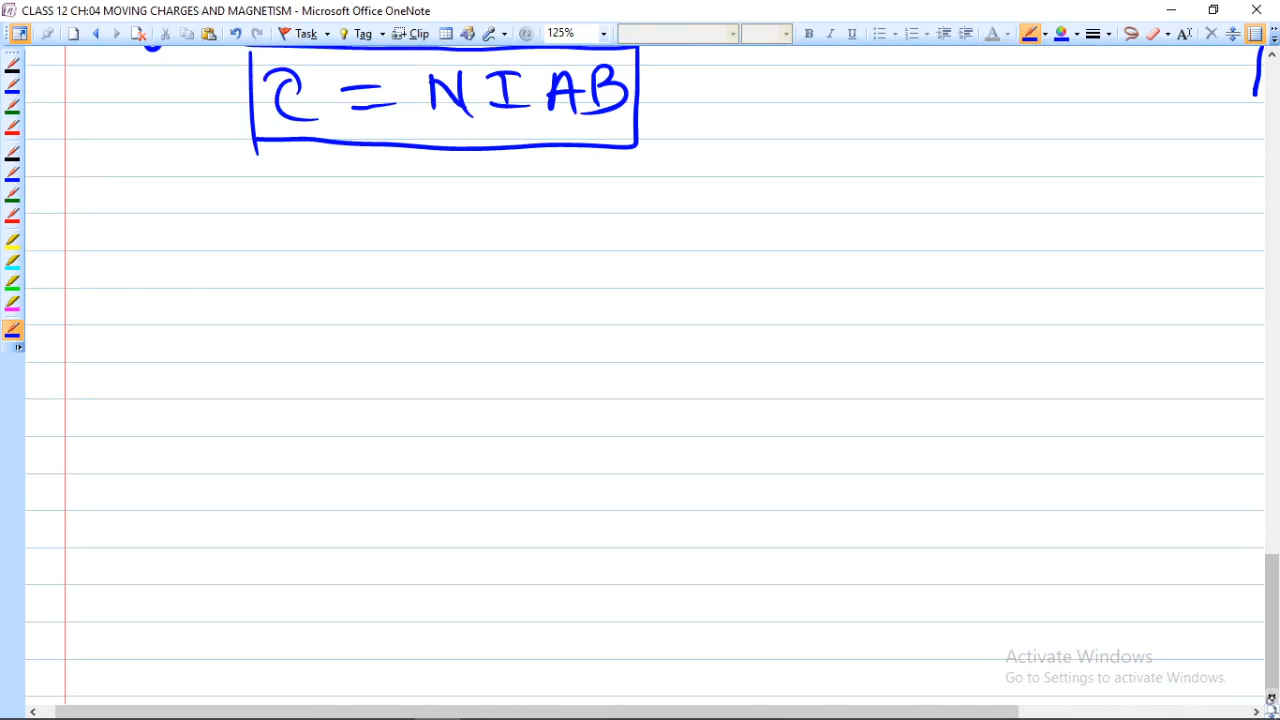 CLASS 12 CH:04 MOVING CHARGES AND MAGNETISM - Microsoft Office OneNote
Task Tag Clip 125% B I U A
τ = NIAB
Activate Windows
Go to Settings to activate Windows.